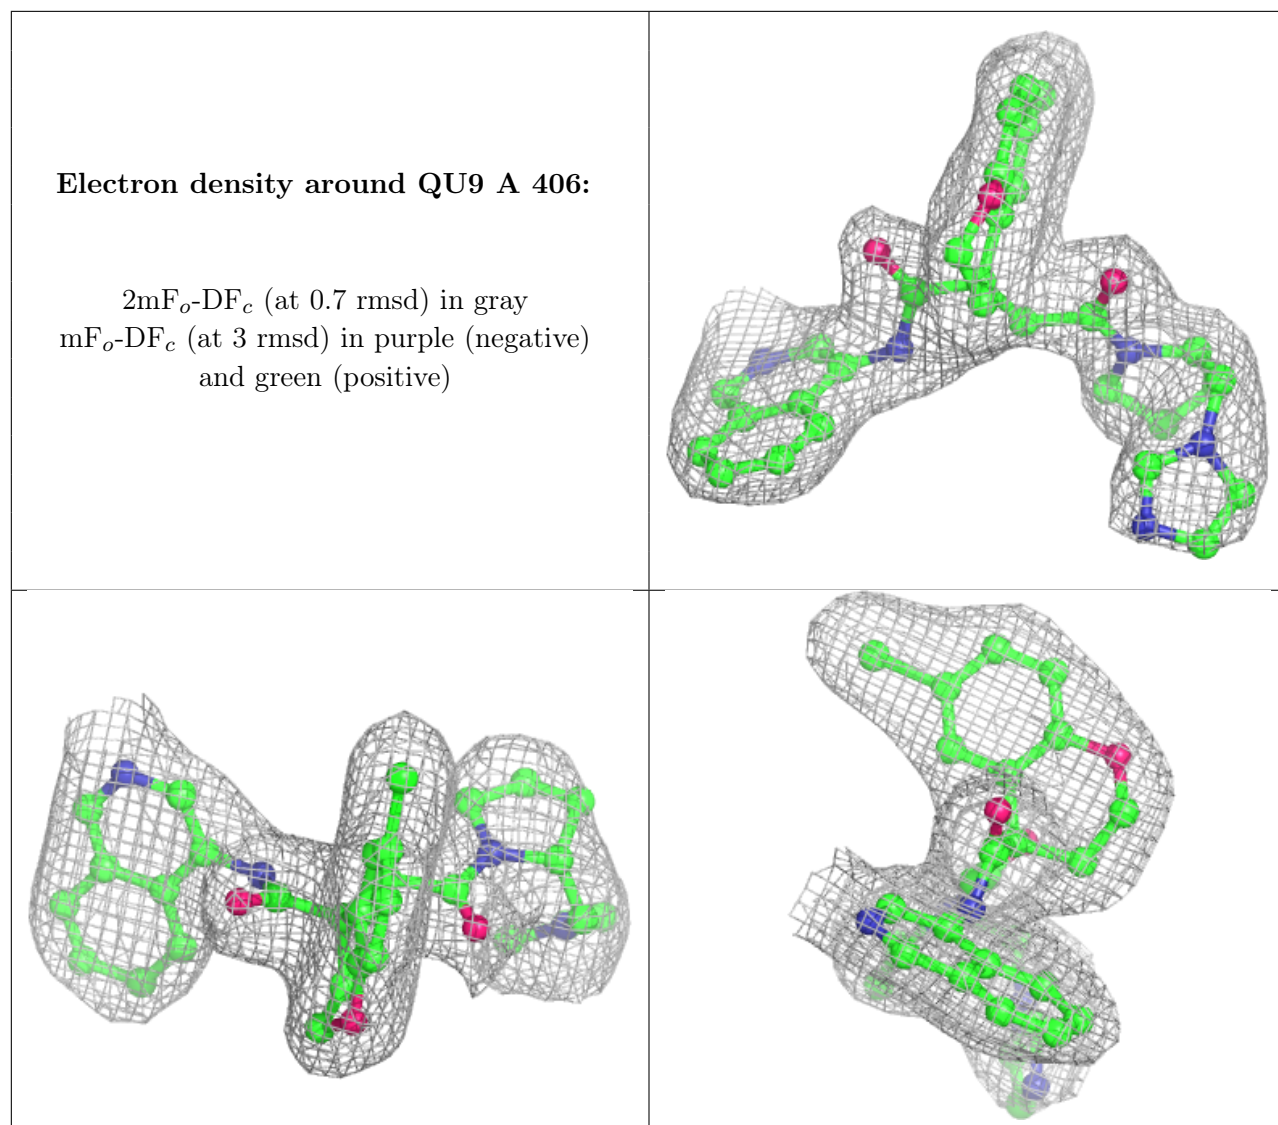 Electron density around QU9 A 406:
2mFo-DFc (at 0.7 rmsd) in gray
mFo-DFc (at 3 rmsd) in purple (negative)
and green (positive)